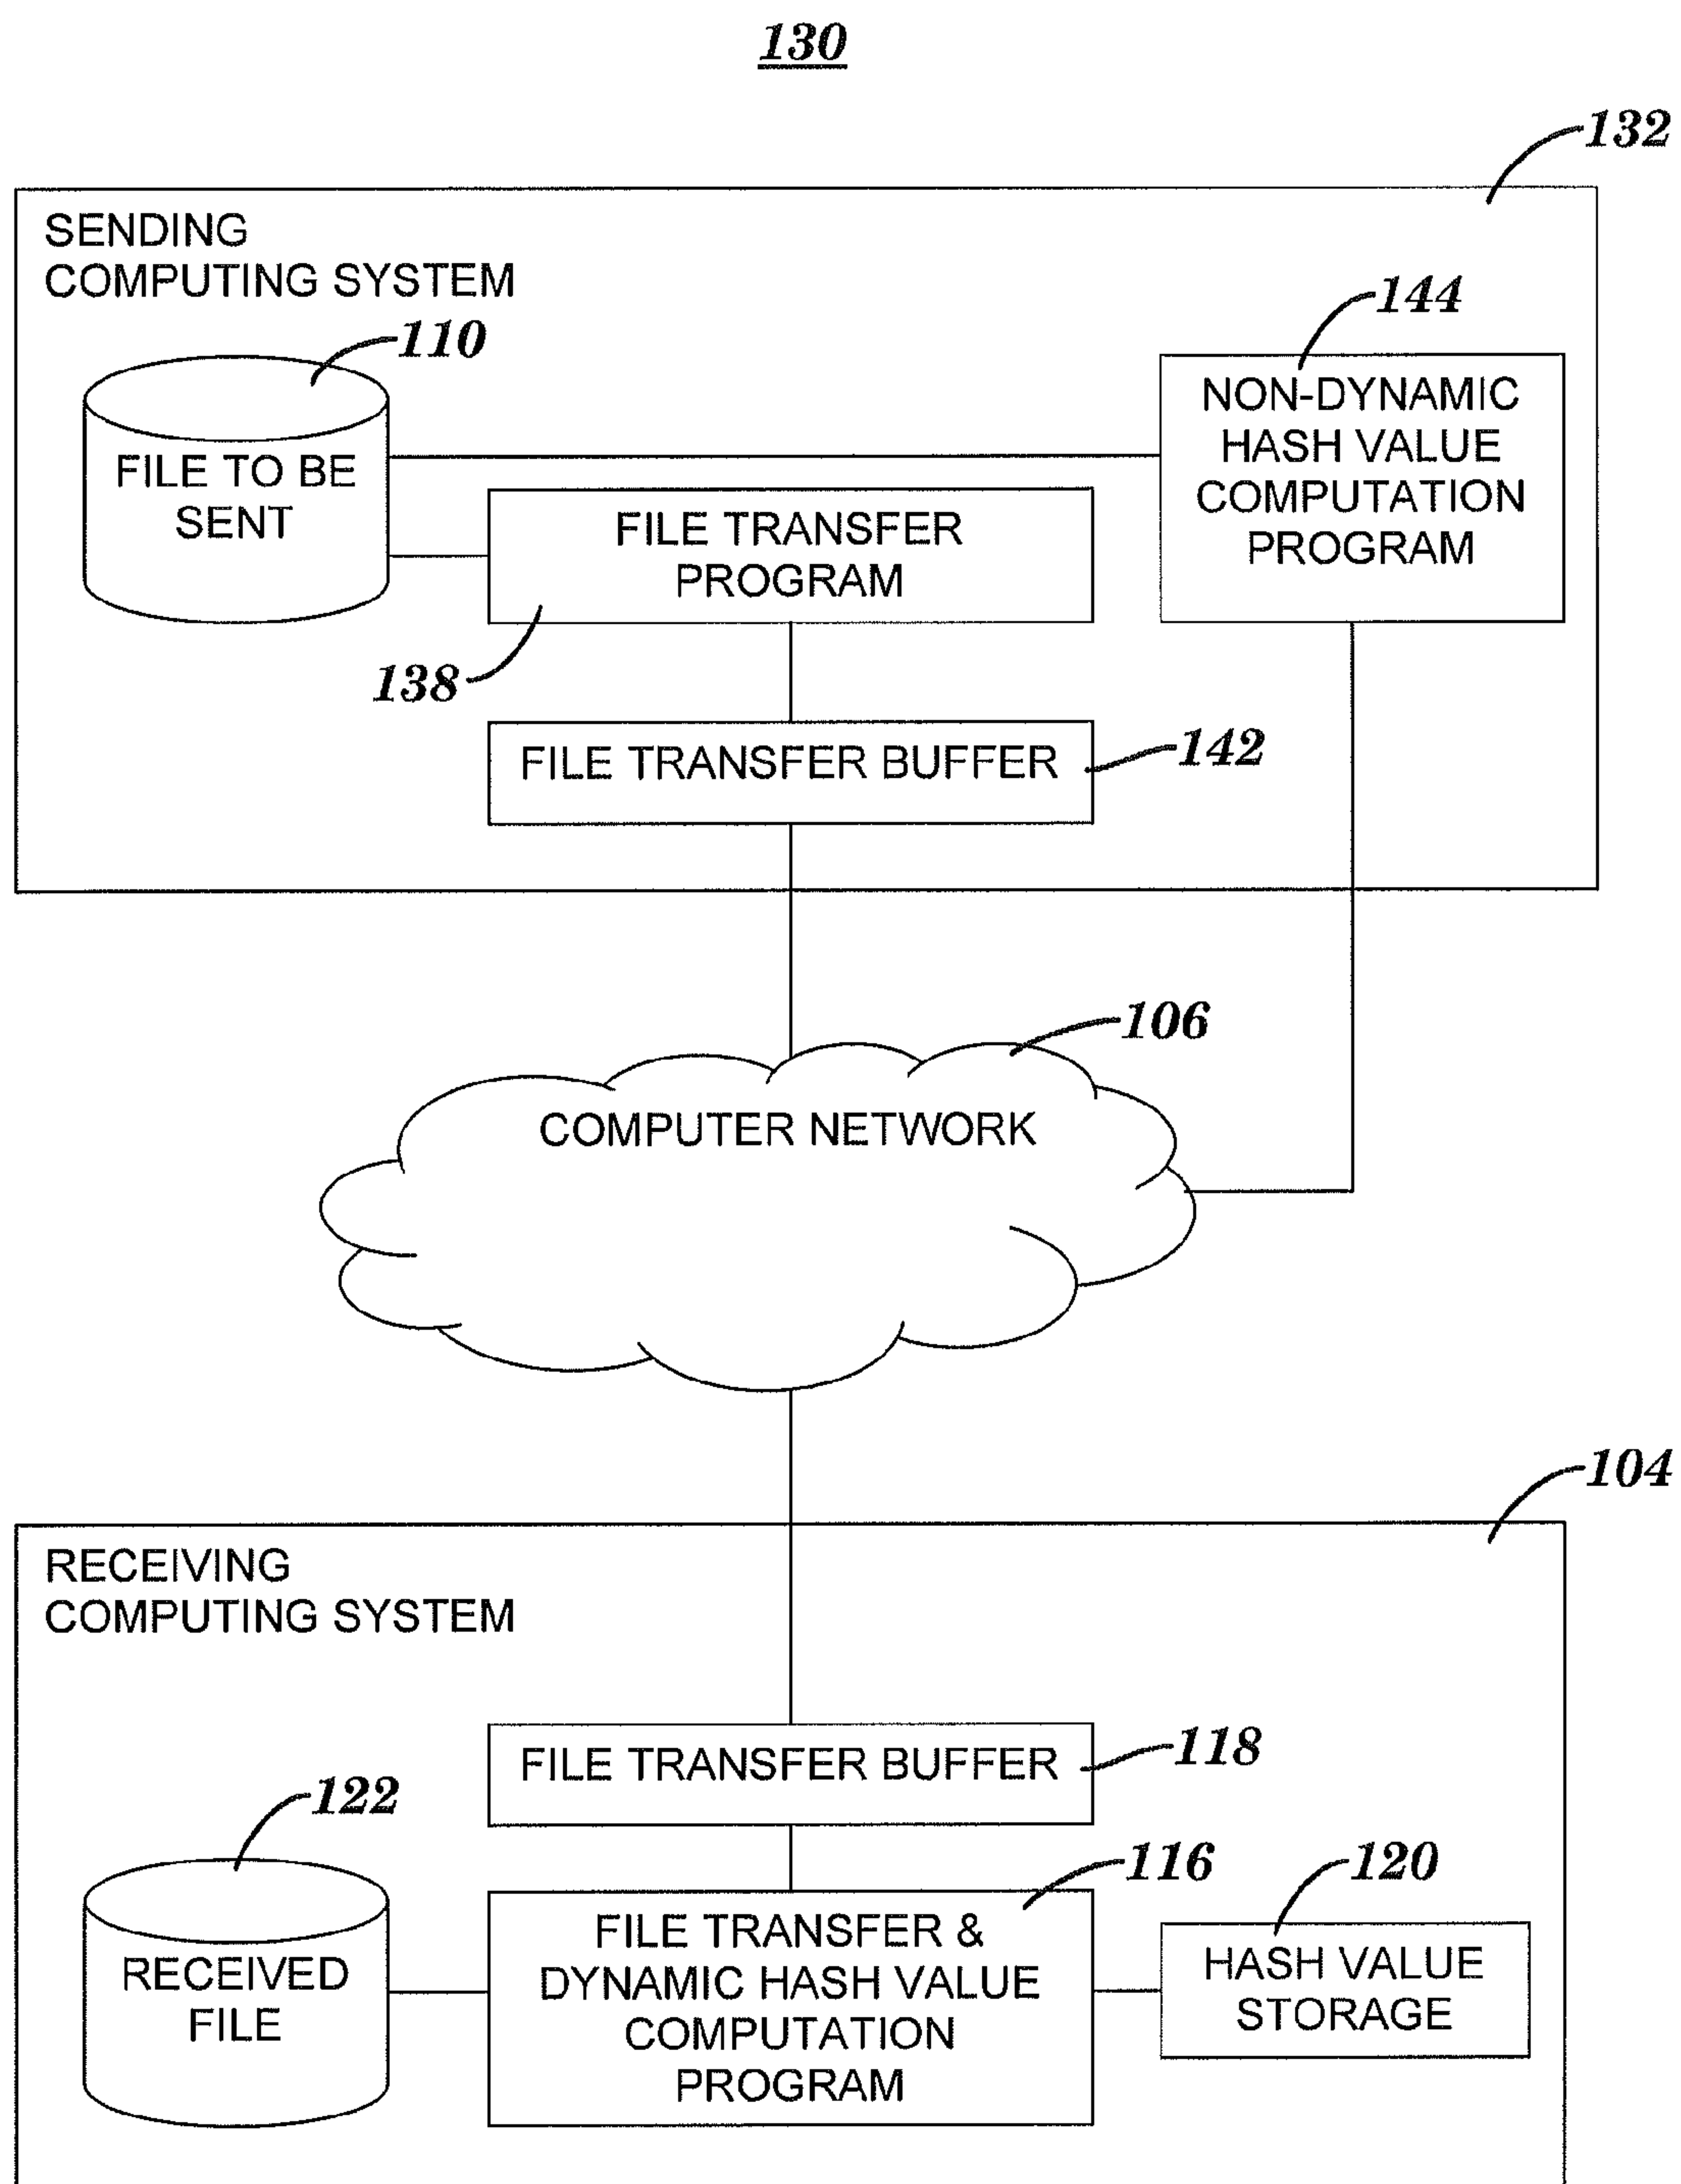 130
132
SENDING
COMPUTING SYSTEM
144
110
NON-DYNAMIC
HASH VALUE
COMPUTATION
PROGRAM
FILE TO BE
SENT
FILE TRANSFER
PROGRAM
138
FILE TRANSFER BUFFER
142
106
COMPUTER NETWORK
104
RECEIVING
COMPUTING SYSTEM
FILE TRANSFER BUFFER
118
122
116
120
RECEIVED
FILE
FILE TRANSFER &
DYNAMIC HASH VALUE
COMPUTATION
PROGRAM
HASH VALUE
STORAGE